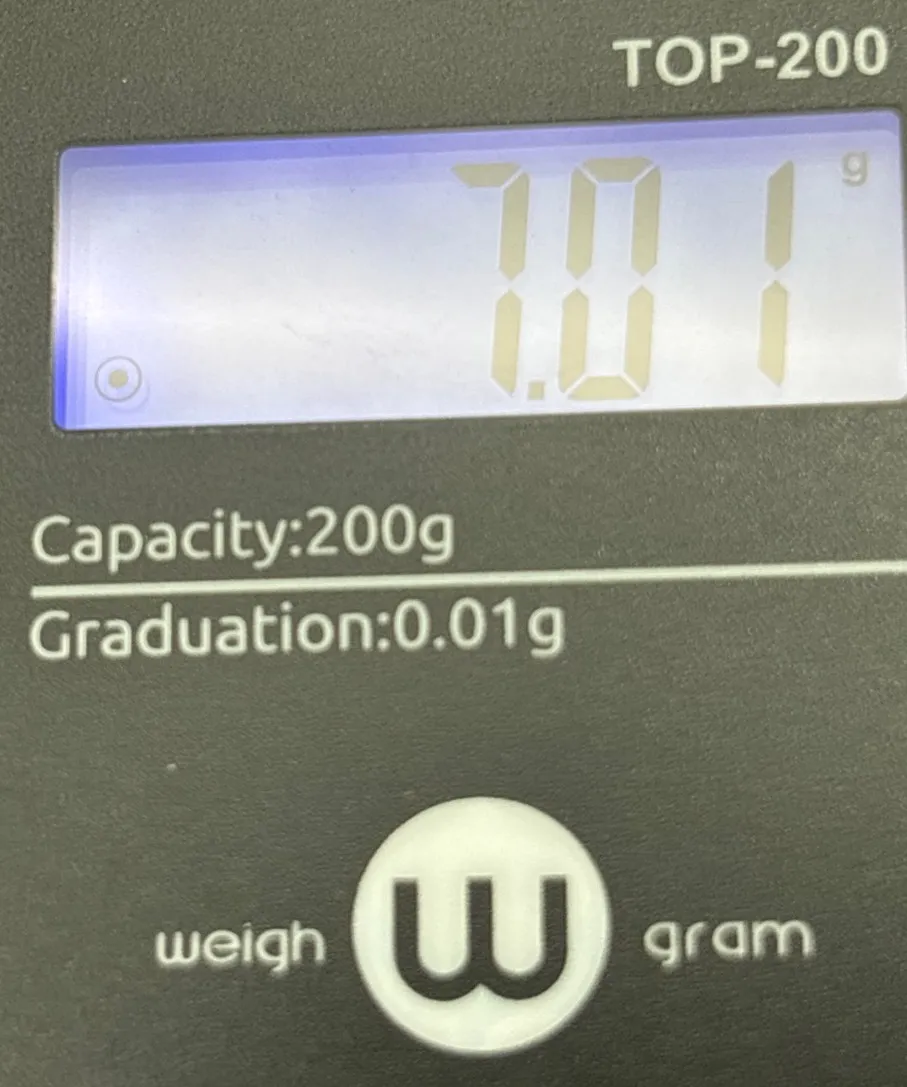 TOP-200
7.01 g
Capacity:200g
Graduation:0.01g
weigh W gram